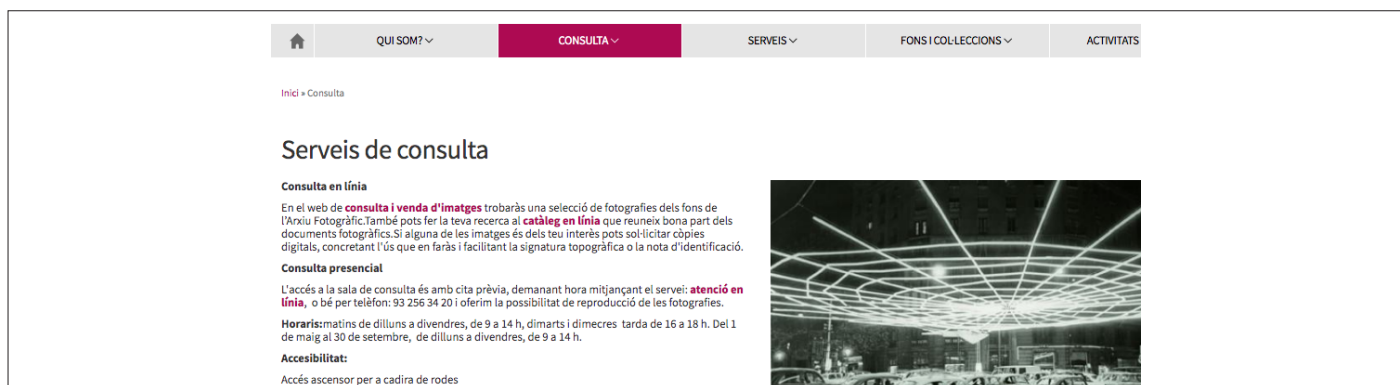 QUI SOM?
CONSULTA
SERVEIS
FONS I COL·LECCIONS
ACTIVITATS
Inici » Consulta
Serveis de consulta
Consulta en línia
En el web de consulta i venda d'imatges trobaràs una selecció de fotografies dels fons de
l'Arxiu Fotogràfic.També pots fer la teva recerca al catàleg en línia que reuneix bona part dels
documents fotogràfics.Si alguna de les imatges és dels teu interès pots sol·licitar còpies
digitals, concretant l'ús que en faràs i facilitant la signatura topogràfica o la nota d'identificació.
Consulta presencial
L'accés a la sala de consulta és amb cita prèvia, demanant hora mitjançant el servei: atenció en
línia, o bé per telèfon: 93 256 34 20 i oferim la possibilitat de reproducció de les fotografies.
Horaris:matins de dilluns a divendres, de 9 a 14 h, dimarts i dimecres tarda de 16 a 18 h. Del 1
de maig al 30 de setembre, de dilluns a divendres, de 9 a 14 h.
Accesibilitat:
Accés ascensor per a cadira de rodes